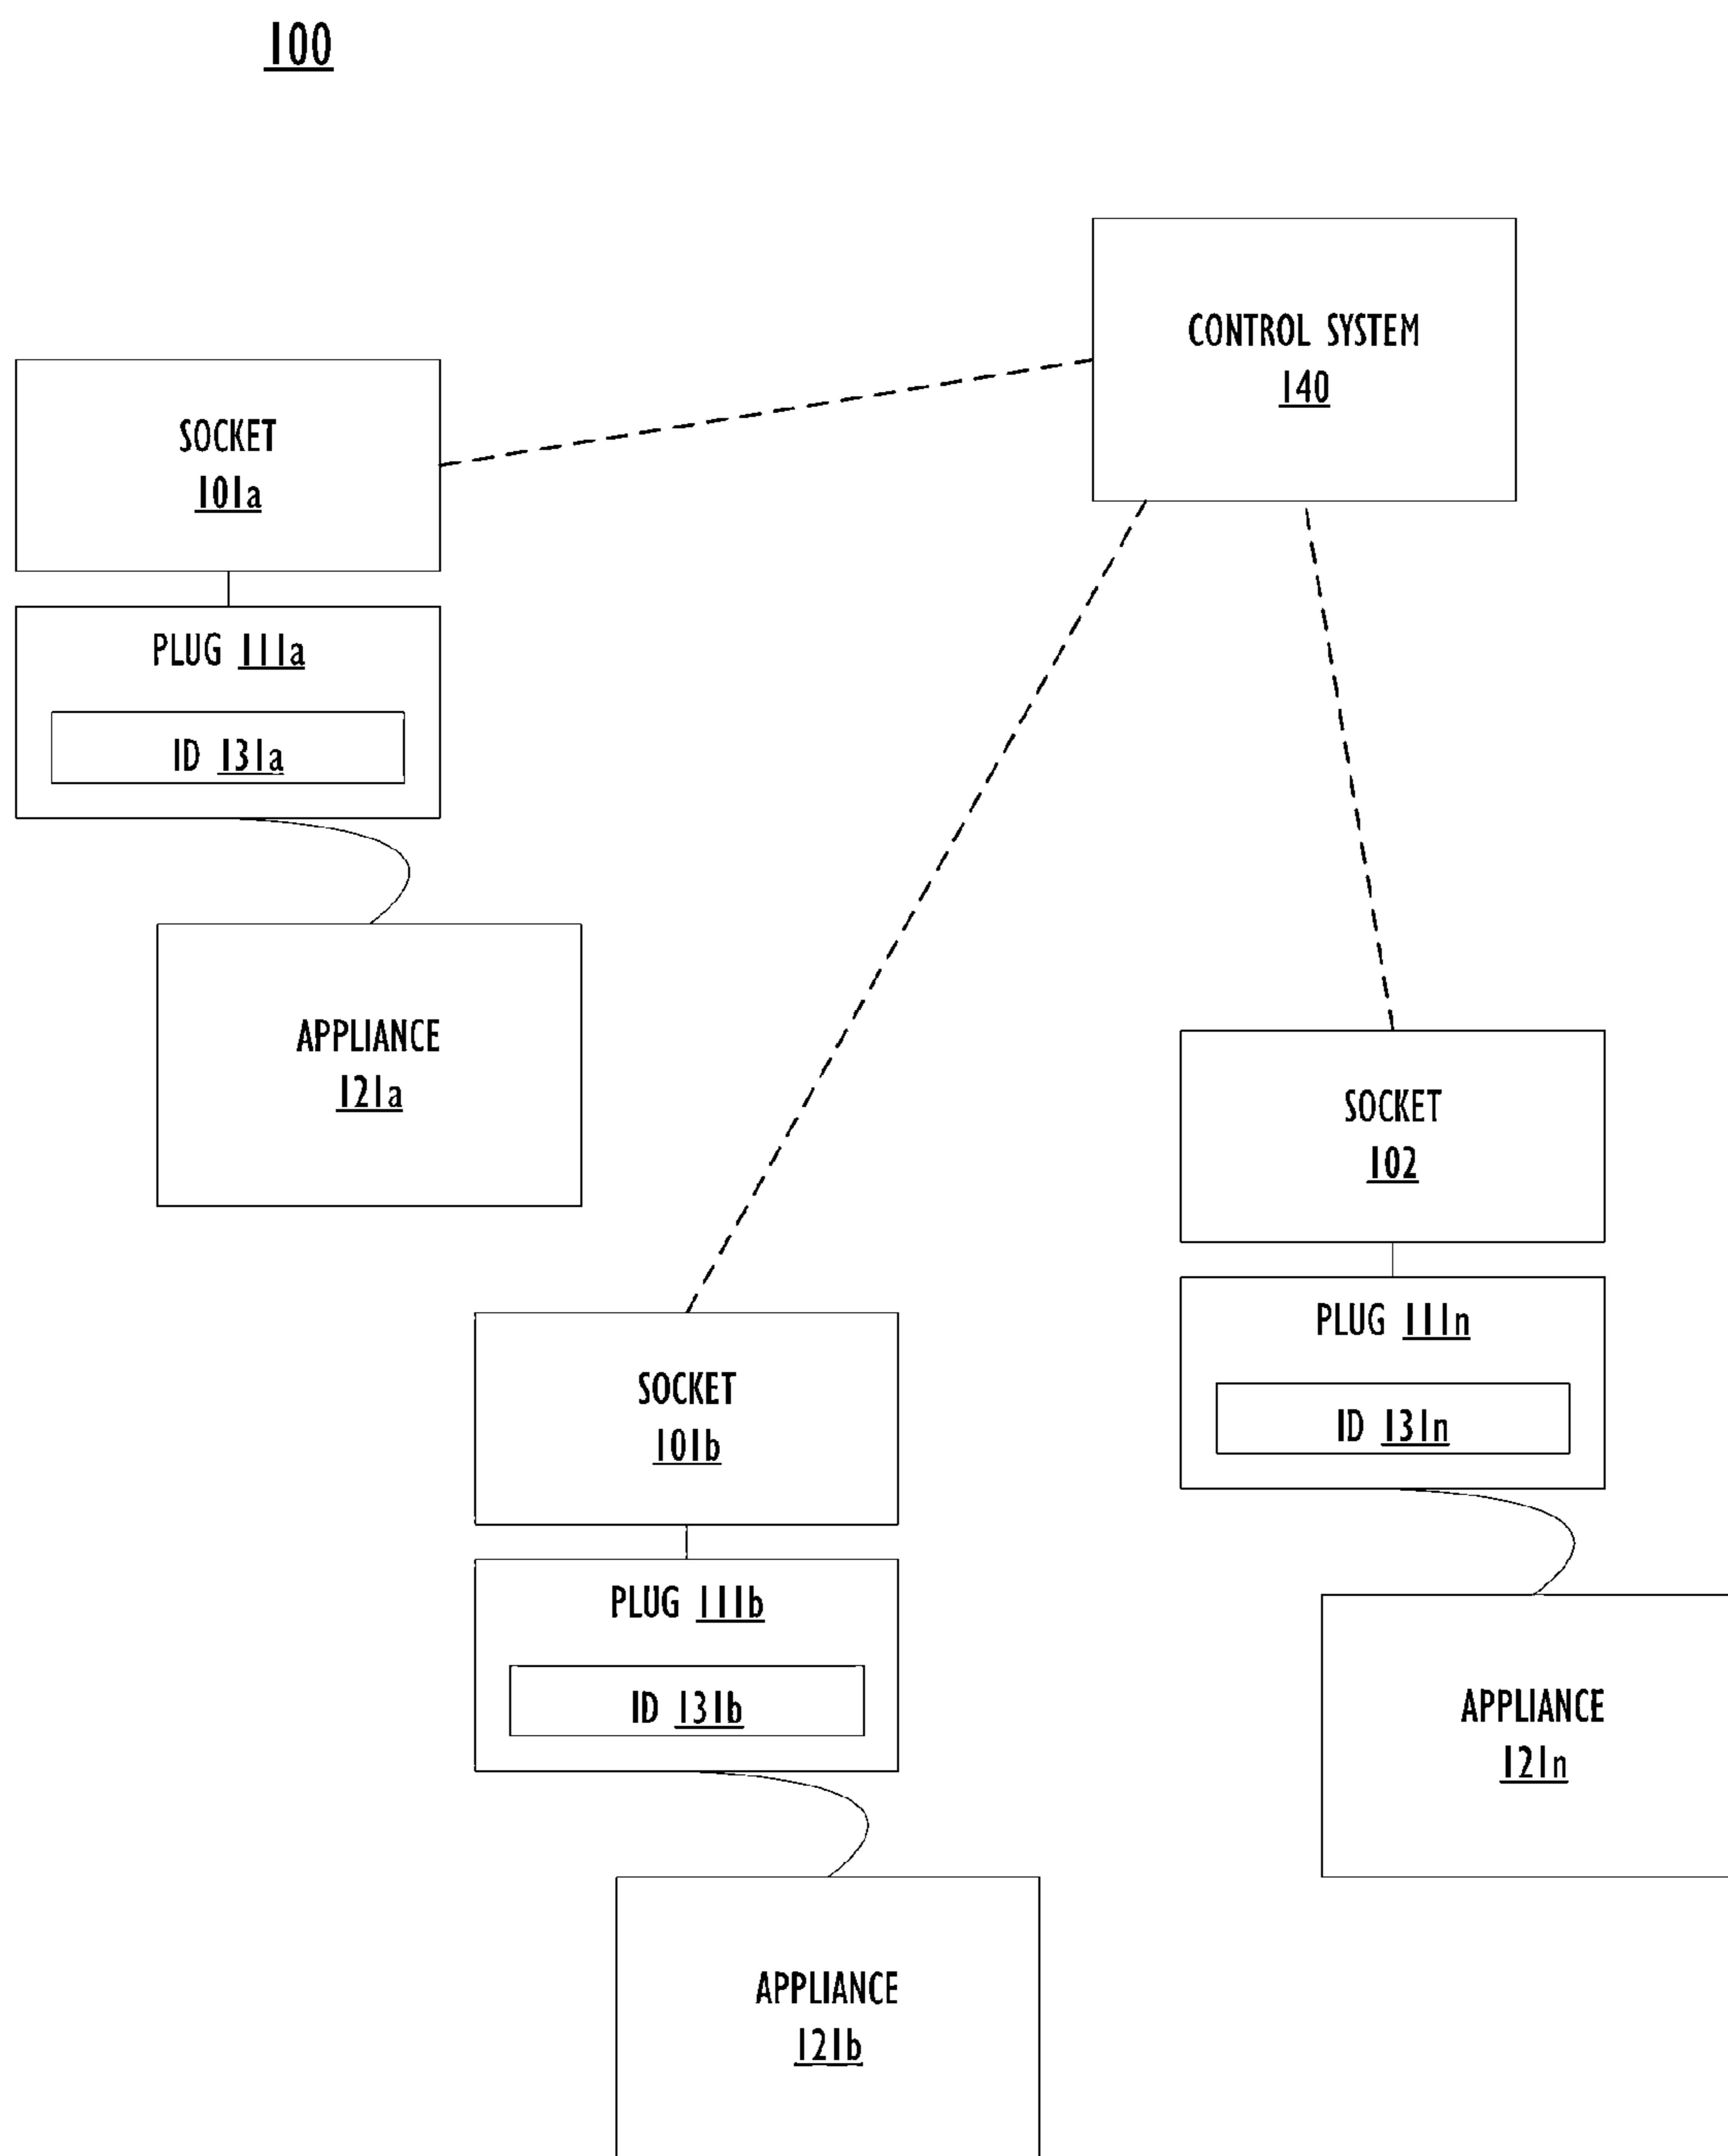 100
CONTROL SYSTEM
140
SOCKET
101a
PLUG 111a
ID 131a
APPLIANCE
121a
SOCKET
102
PLUG 111n
ID 131n
APPLIANCE
121n
SOCKET
101b
PLUG 111b
ID 131b
APPLIANCE
121b